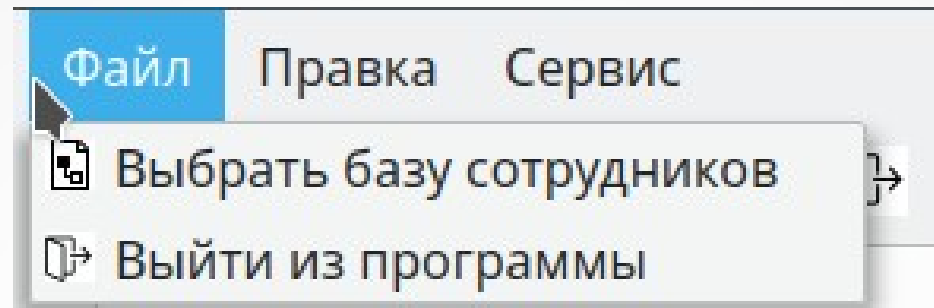 Файл Правка Сервис
Выбрать базу сотрудников
Выйти из программы